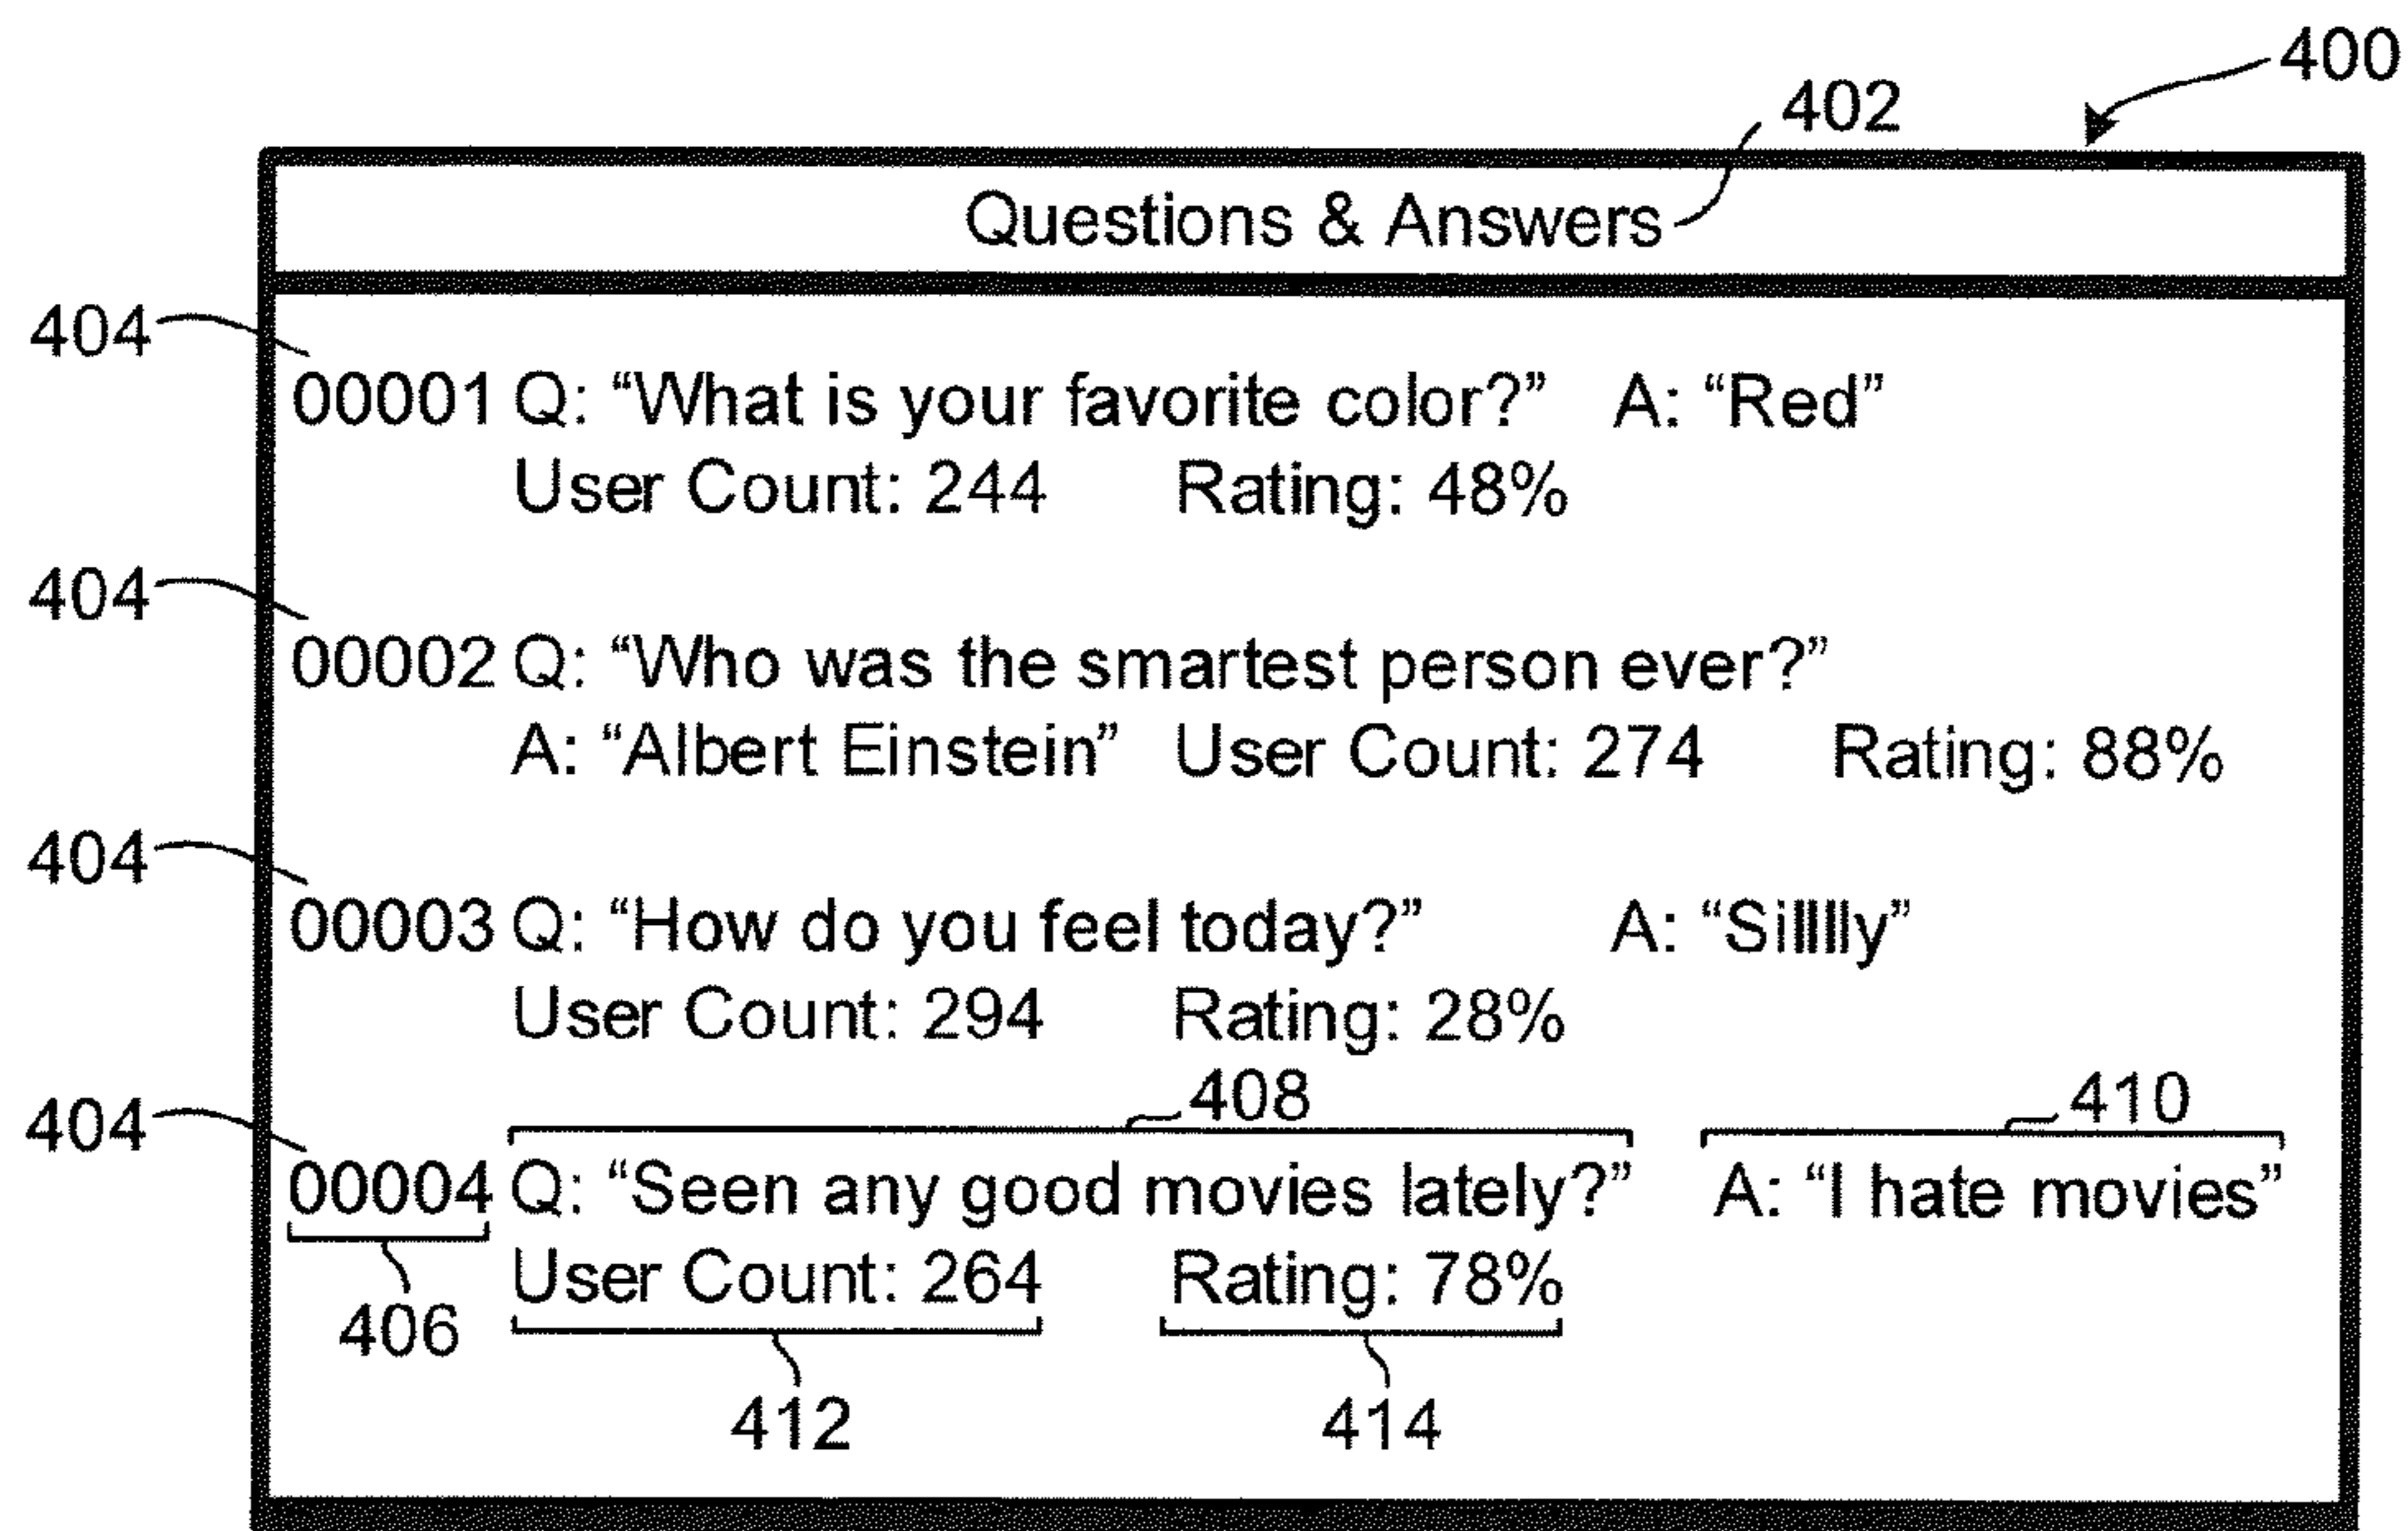 400
402
Questions & Answers
404
00001 Q: “What is your favorite color?” A: “Red”
User Count: 244 Rating: 48%
404
00002 Q: “Who was the smartest person ever?”
A: “Albert Einstein” User Count: 274 Rating: 88%
404
00003 Q: “How do you feel today?” A: “Silllllly”
User Count: 294 Rating: 28%
408 410
404
00004 Q: “Seen any good movies lately?” A: “I hate movies”
User Count: 264 Rating: 78%
406
412 414